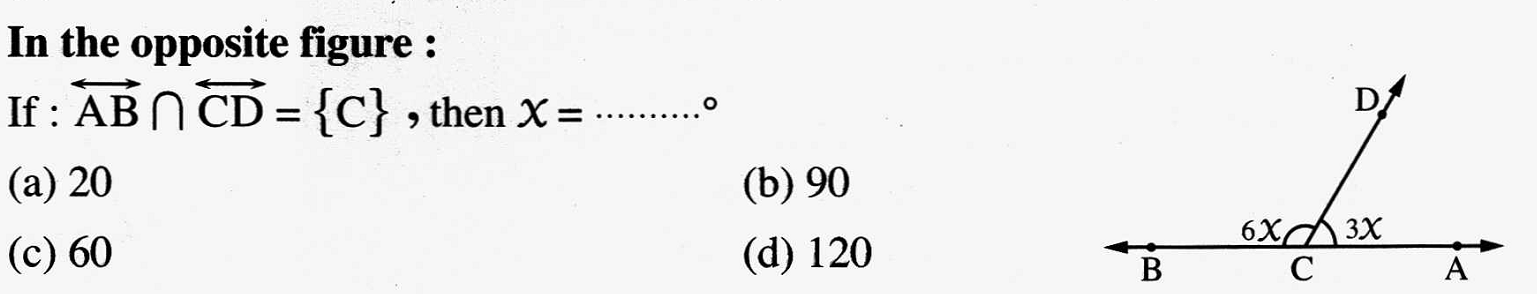 In the opposite figure :
If : AB ∩ CD = {C} , then X = ..........°
(a) 20
(b) 90
(c) 60
(d) 120
D
6X
3X
B
C
A